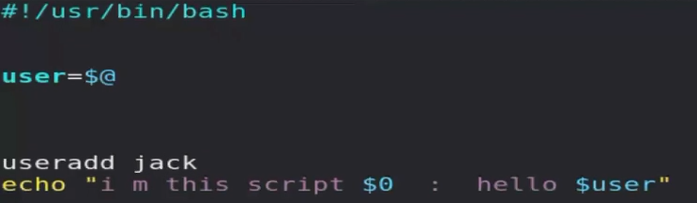 #!/usr/bin/bash
user=$@
useradd jack
echo "i m this script $0  :  hello $user"